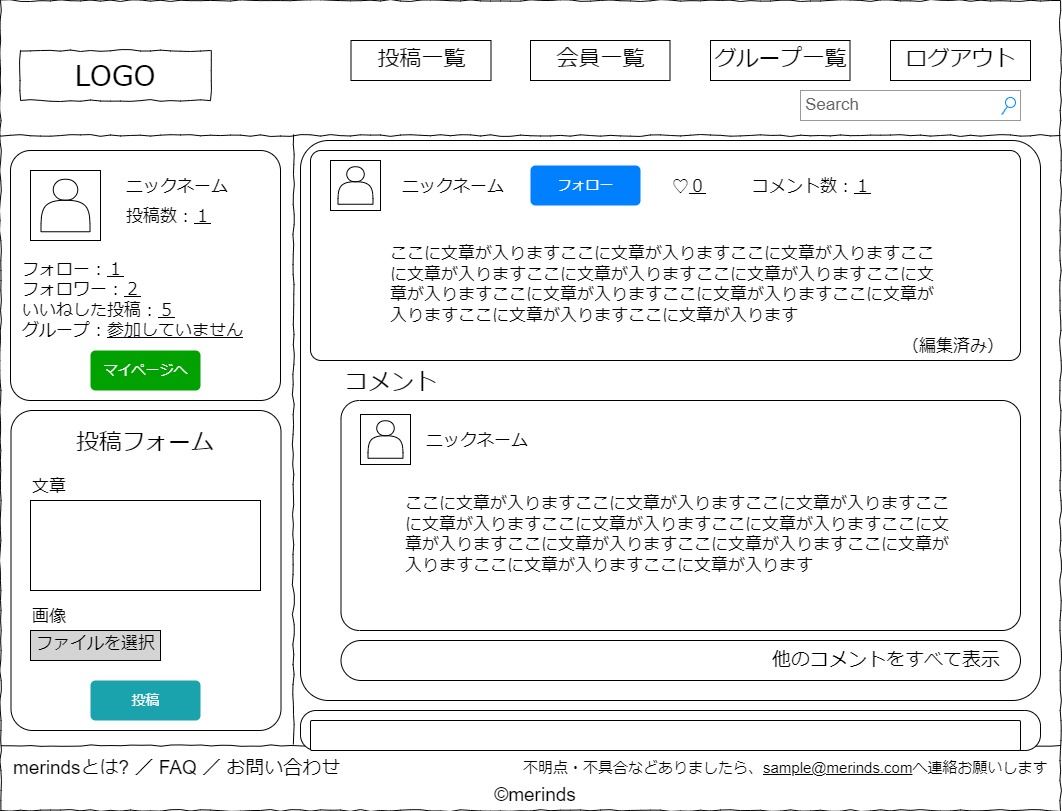 LOGO
投稿一覧
会員一覧
グループ一覧
ログアウト
Search
ニックネーム
投稿数：１
フォロー：１
フォロワー：２
いいねした投稿：５
グループ：参加していません
マイページへ
投稿フォーム
文章
画像
ファイルを選択
投稿
ニックネーム
フォロー
♡０
コメント数：１
ここに文章が入りますここに文章が入りますここに文章が入りますここ
に文章が入りますここに文章が入りますここに文章が入りますここに文
章が入りますここに文章が入りますここに文章が入りますここに文章が
入りますここに文章が入りますここに文章が入ります
（編集済み）
コメント
ニックネーム
ここに文章が入りますここに文章が入りますここに文章が入りますここ
に文章が入りますここに文章が入りますここに文章が入りますここに文
章が入りますここに文章が入りますここに文章が入りますここに文章が
入りますここに文章が入りますここに文章が入ります
他のコメントをすべて表示
merindsとは? ／ FAQ ／ お問い合わせ
不明点・不具合などありましたら、sample@merinds.comへ連絡お願いします
©merinds